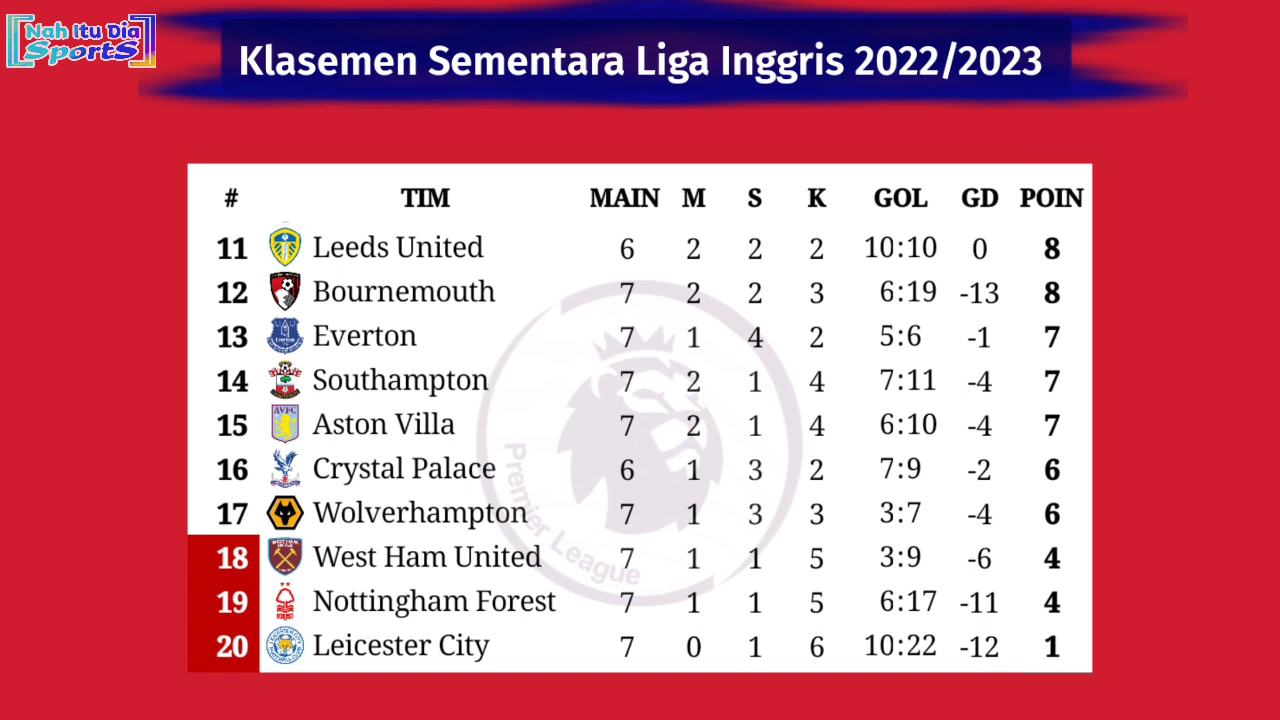 Nah Itu Dia
SportS
Klasemen Sementara Liga Inggris 2022/2023
# TIM MAIN M S K GOL GD POIN
11 Leeds United 6 2 2 2 10:10 0 8
12 Bournemouth 7 2 2 3 6:19 -13 8
13 Everton 7 1 4 2 5:6 -1 7
14 Southampton 7 2 1 4 7:11 -4 7
15 AVFC Aston Villa 7 2 1 4 6:10 -4 7
16 Crystal Palace 6 1 3 2 7:9 -2 6
17 Wolverhampton 7 1 3 3 3:7 -4 6
18 West Ham United 7 1 1 5 3:9 -6 4
19 Nottingham Forest 7 1 1 5 6:17 -11 4
20 Leicester City 7 0 1 6 10:22 -12 1
Premier League